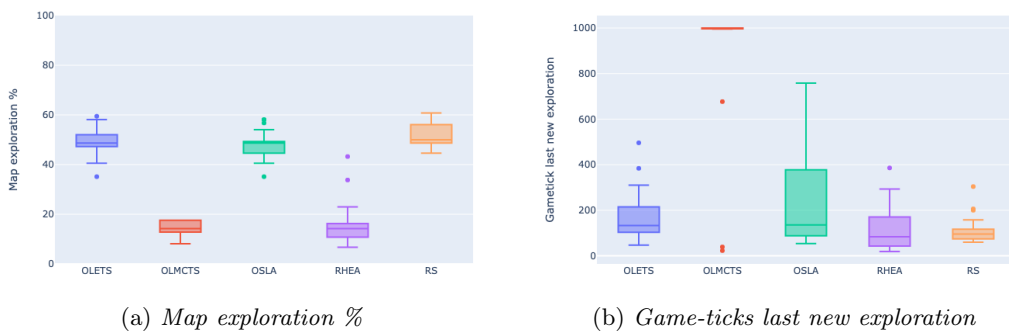 100
80
60
40
20
0
Map exploration %
OLETS OLMCTS OSLA RHEA RS
(a) Map exploration %
1000
800
600
400
200
0
Gametick last new exploration
OLETS OLMCTS OSLA RHEA RS
(b) Game-ticks last new exploration